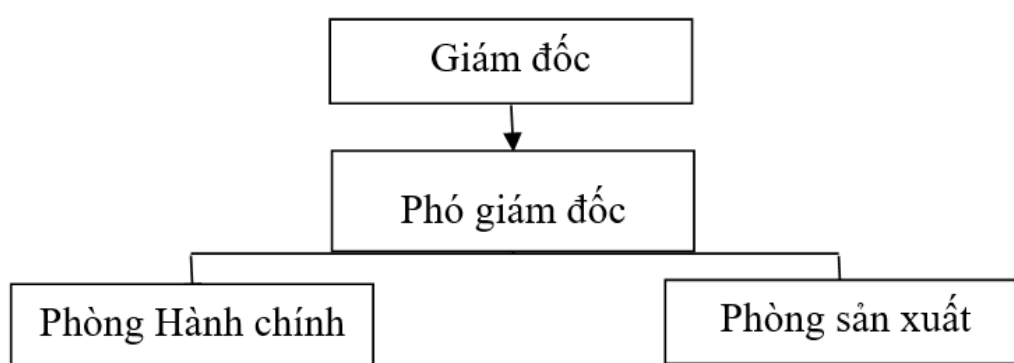 Giám đốc
Phó giám đốc
Phòng Hành chính
Phòng sản xuất